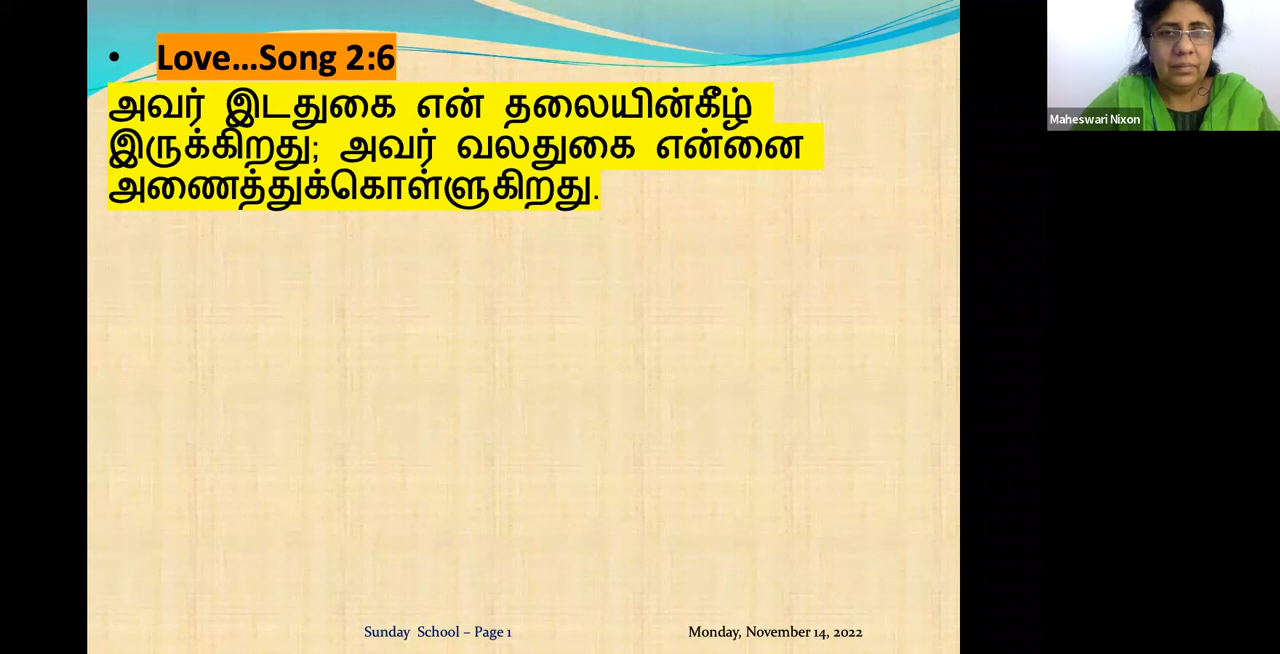 • Love...Song 2:6
அவர் இடதுகை என் தலையின்கீழ்
இருக்கிறது; அவர் வலதுகை என்னை
அணைத்துக்கொள்ளுகிறது.
Maheswari Nixon
Sunday School – Page 1
Monday, November 14, 2022